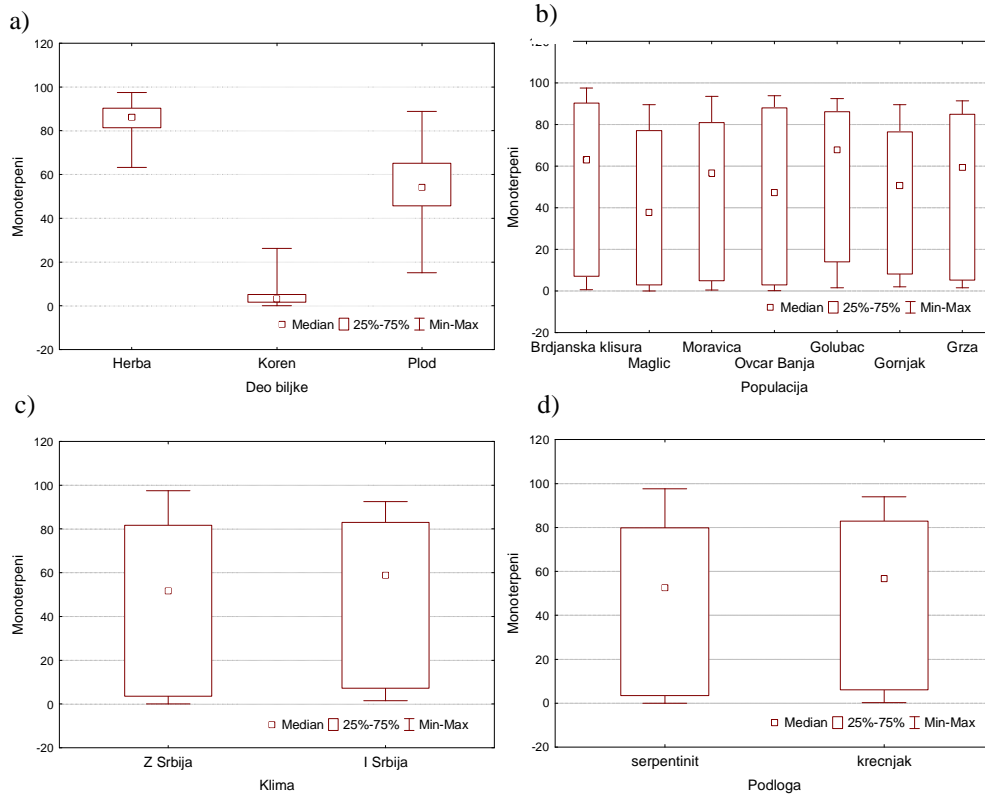 a)
120
100
80
60
40
20
0
-20
Monoterpeni
Median 25%-75% Min-Max
Herba Koren Plod
Deo biljke
b)
120
100
80
60
40
20
0
-20
Monoterpeni
Median 25%-75% Min-Max
Brdjanska klisura Moravica Golubac Grza
Maglic Ovcar Banja Gornjak
Populacija
c)
120
100
80
60
40
20
0
-20
Monoterpeni
Median 25%-75% Min-Max
Z Srbija I Srbija
Klima
d)
120
100
80
60
40
20
0
-20
Monoterpeni
Median 25%-75% Min-Max
serpentinit krecnjak
Podloga